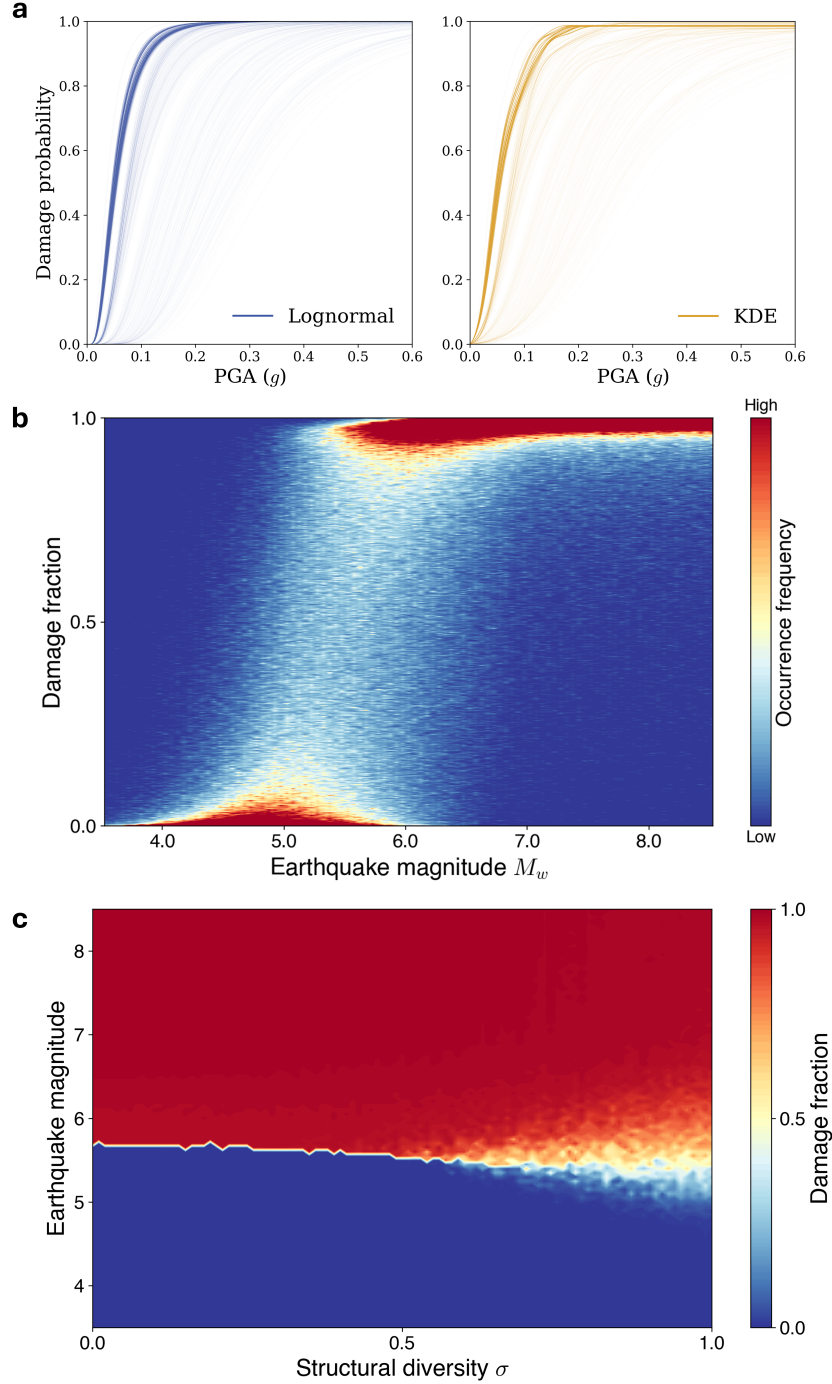 a
1.0
0.8
0.6
0.4
0.2
0.0
Damage probability
0.0 0.1 0.2 0.3 0.4 0.5 0.6
PGA (g)
Lognormal
1.0
0.8
0.6
0.4
0.2
0.0
0.0 0.1 0.2 0.3 0.4 0.5 0.6
PGA (g)
KDE
b
1.0
0.5
0.0
Damage fraction
4.0 5.0 6.0 7.0 8.0
Earthquake magnitude M_w
High
Occurrence frequency
Low
c
8
7
6
5
4
Earthquake magnitude
0.0 0.5 1.0
Structural diversity σ
1.0
0.5
0.0
Damage fraction